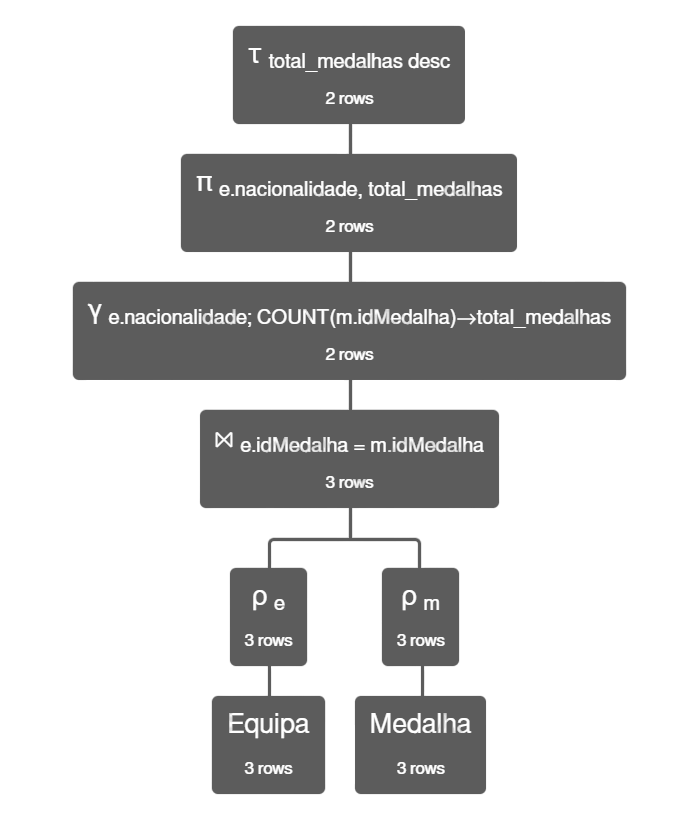 τ total_medalhas desc
2 rows
π e.nacionalidade, total_medalhas
2 rows
γ e.nacionalidade; COUNT(m.idMedalha)→total_medalhas
2 rows
⋈ e.idMedalha = m.idMedalha
3 rows
ρ e
3 rows
ρ m
3 rows
Equipa
3 rows
Medalha
3 rows